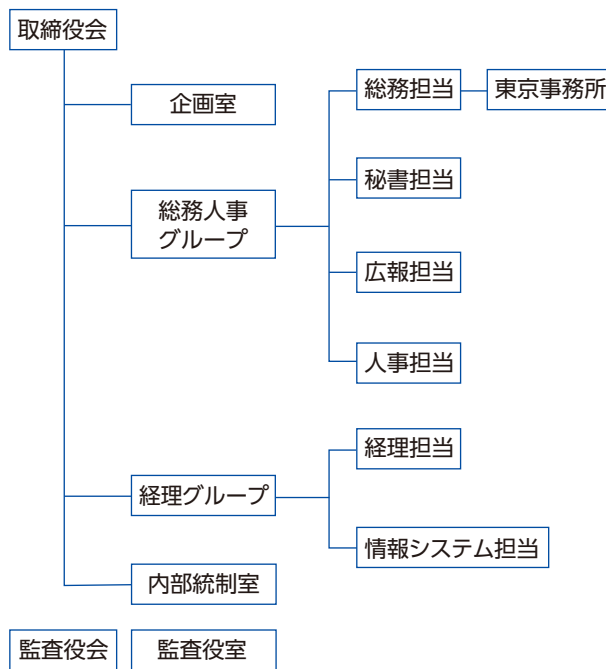 取締役会
企画室
総務人事
グループ
総務担当
東京事務所
秘書担当
広報担当
人事担当
経理グループ
経理担当
情報システム担当
内部統制室
監査役会
監査役室